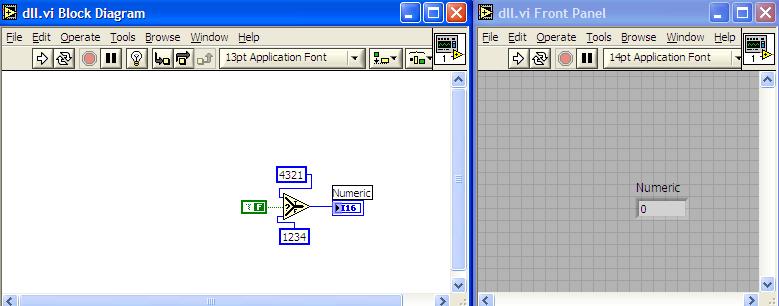 dll.vi Block Diagram
File Edit Operate Tools Browse Window Help
13pt Application Font
1
4321
Numeric
? F
?
I16
1234
dll.vi Front Panel
File Edit Operate Tools Browse Window Help
14pt Application Font
1
Numeric
0